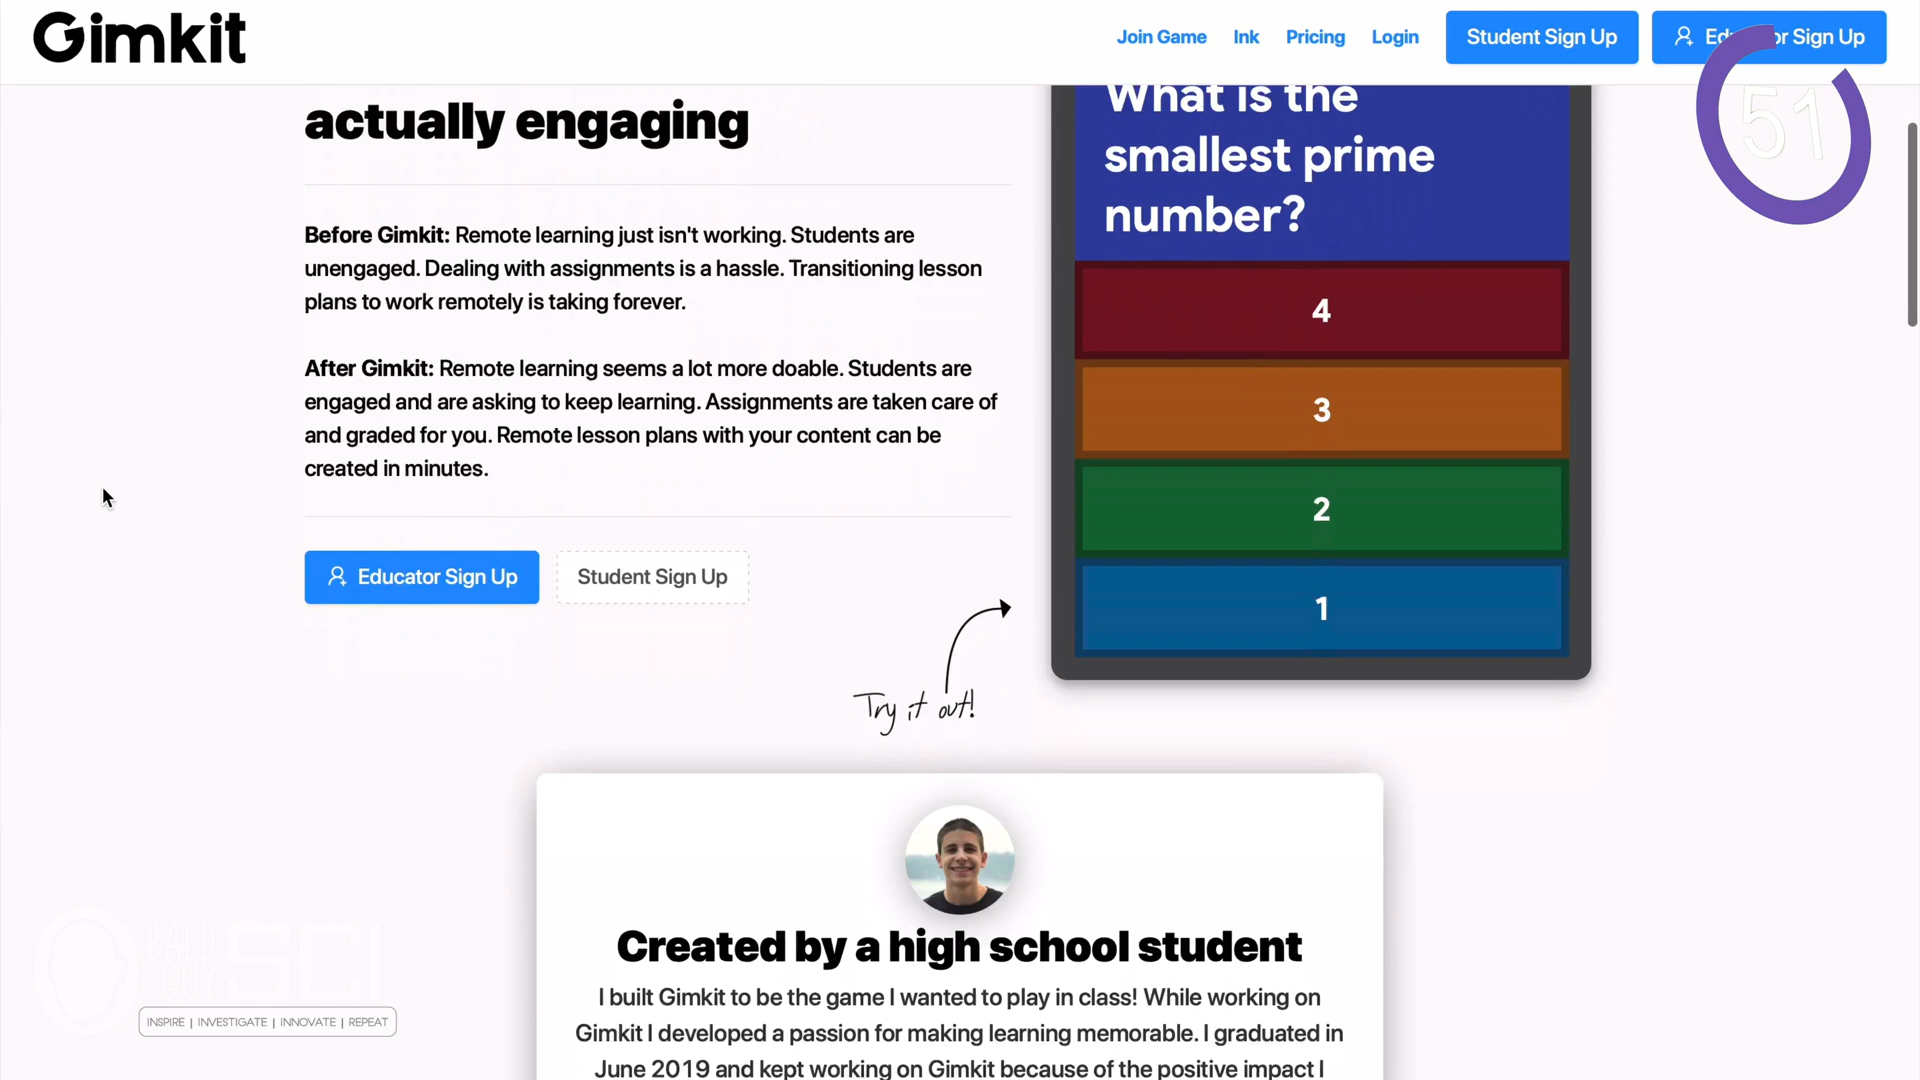 Gimkit
Join Game
Ink
Pricing
Login
Student Sign Up
Sign Up
51
actually engaging
Before Gimkit: Remote learning just isn't working. Students are
unengaged. Dealing with assignments is a hassle. Transitioning lesson
plans to work remotely is taking forever.
After Gimkit: Remote learning seems a lot more doable. Students are
engaged and are asking to keep learning. Assignments are taken care of
and graded for you. Remote lesson plans with your content can be
created in minutes.
Educator Sign Up
Student Sign Up
Try it out!
What is the
smallest prime
number?
4
3
2
1
Created by a high school student
I built Gimkit to be the game I wanted to play in class! While working on
Gimkit I developed a passion for making learning memorable. I graduated in
June 2019 and kept working on Gimkit because of the positive impact I
BALD
GUY
SCI
INSPIRE | INVESTIGATE | INNOVATE | REPEAT